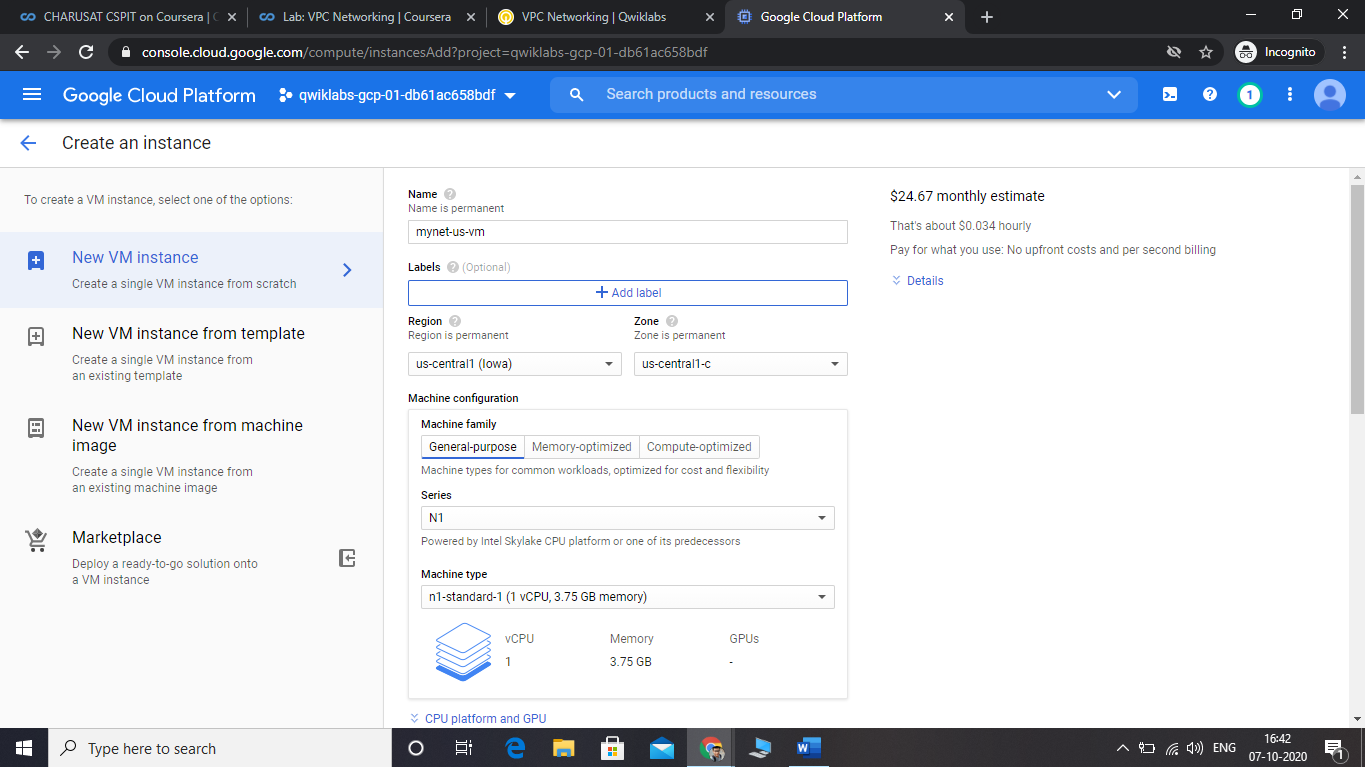 CHARUSAT CSPIT on Coursera |
Lab: VPC Networking | Coursera
VPC Networking | Qwiklabs
Google Cloud Platform
console.cloud.google.com/compute/instancesAdd?project=qwiklabs-gcp-01-db61ac658bdf
Incognito
Google Cloud Platform
qwiklabs-gcp-01-db61ac658bdf
Search products and resources
1
Create an instance
To create a VM instance, select one of the options:
New VM instance
Create a single VM instance from scratch
New VM instance from template
Create a single VM instance from
an existing template
New VM instance from machine
image
Create a single VM instance from
an existing machine image
Marketplace
Deploy a ready-to-go solution onto
a VM instance
Name
Name is permanent
mynet-us-vm
Labels (Optional)
Add label
Region
Region is permanent
us-central1 (Iowa)
Zone
Zone is permanent
us-central1-c
Machine configuration
Machine family
General-purpose Memory-optimized Compute-optimized
Machine types for common workloads, optimized for cost and flexibility
Series
N1
Powered by Intel Skylake CPU platform or one of its predecessors
Machine type
n1-standard-1 (1 vCPU, 3.75 GB memory)
vCPU Memory GPUs
1 3.75 GB -
CPU platform and GPU
$24.67 monthly estimate
That's about $0.034 hourly
Pay for what you use: No upfront costs and per second billing
Details
Type here to search
ENG
16:42
07-10-2020
1